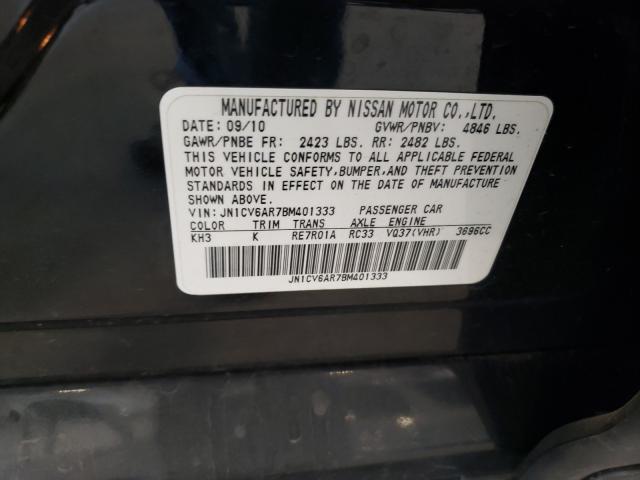 MANUFACTURED BY NISSAN MOTOR CO.,LTD.
DATE: 09/10 GVWR/PNBV: 4846 LBS.
GAWR/PNBE FR: 2423 LBS. RR: 2482 LBS.
THIS VEHICLE CONFORMS TO ALL APPLICABLE FEDERAL
MOTOR VEHICLE SAFETY,BUMPER,AND THEFT PREVENTION
STANDARDS IN EFFECT ON THE DATE OF MANUFACTURE
SHOWN ABOVE.
VIN: JN1CV6AR7BM401333 PASSENGER CAR
COLOR TRIM TRANS AXLE ENGINE
KH3 K RE7R01A RC33 VQ37(VHR) 3696CC
JN1CV6AR7BM401333